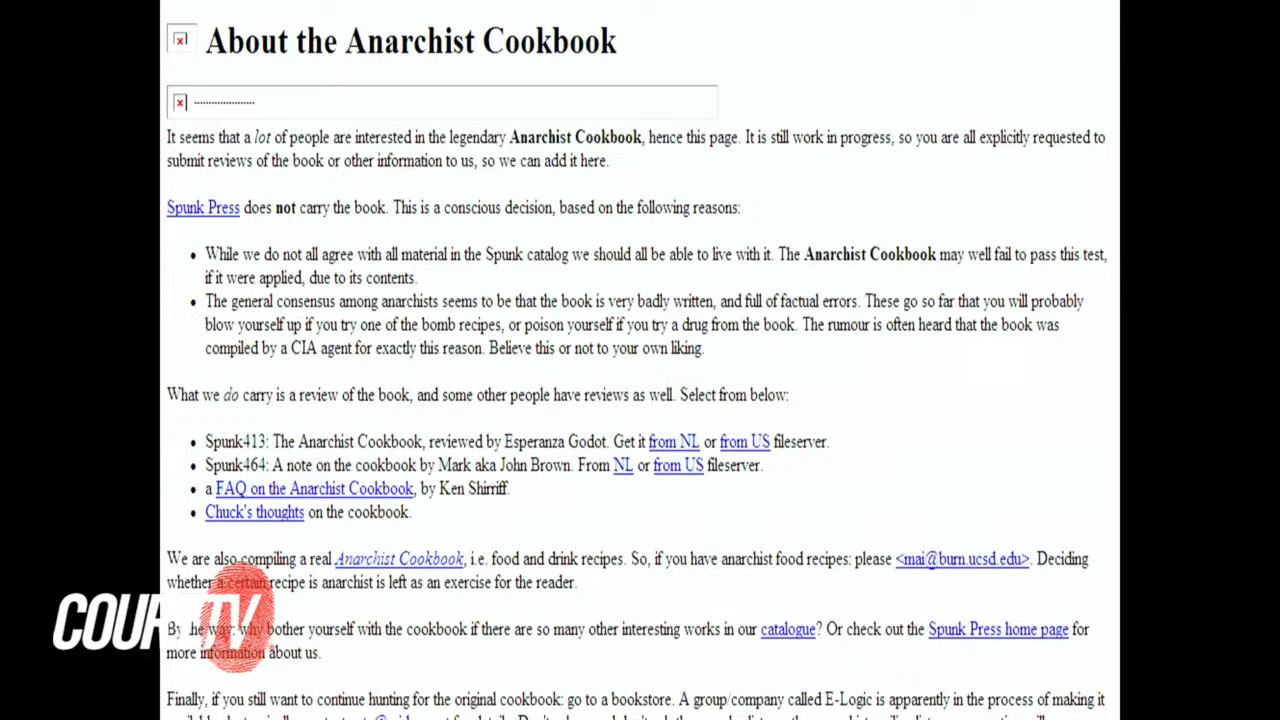 About the Anarchist Cookbook
--------------------
It seems that a lot of people are interested in the legendary Anarchist Cookbook, hence this page. It is still work in progress, so you are all explicitly requested to
submit reviews of the book or other information to us, so we can add it here.
Spunk Press does not carry the book. This is a conscious decision, based on the following reasons:
• While we do not all agree with all material in the Spunk catalog we should all be able to live with it. The Anarchist Cookbook may well fail to pass this test,
if it were applied, due to its contents.
• The general consensus among anarchists seems to be that the book is very badly written, and full of factual errors. These go so far that you will probably
blow yourself up if you try one of the bomb recipes, or poison yourself if you try a drug from the book. The rumour is often heard that the book was
compiled by a CIA agent for exactly this reason. Believe this or not to your own liking.
What we do carry is a review of the book, and some other people have reviews as well. Select from below:
• Spunk413: The Anarchist Cookbook, reviewed by Esperanza Godot. Get it from NL or from US fileserver.
• Spunk464: A note on the cookbook by Mark aka John Brown. From NL or from US fileserver.
• a FAQ on the Anarchist Cookbook, by Ken Shirriff.
• Chuck's thoughts on the cookbook.
We are also compiling a real Anarchist Cookbook, i.e. food and drink recipes. So, if you have anarchist food recipes: please <mai@burn.ucsd.edu>. Deciding
whether a certain recipe is anarchist is left as an exercise for the reader.
By the way: why bother yourself with the cookbook if there are so many other interesting works in our catalogue? Or check out the Spunk Press home page for
more information about us.
COURT TV
Finally, if you still want to continue hunting for the original cookbook: go to a bookstore. A group/company called E-Logic is apparently in the process of making it